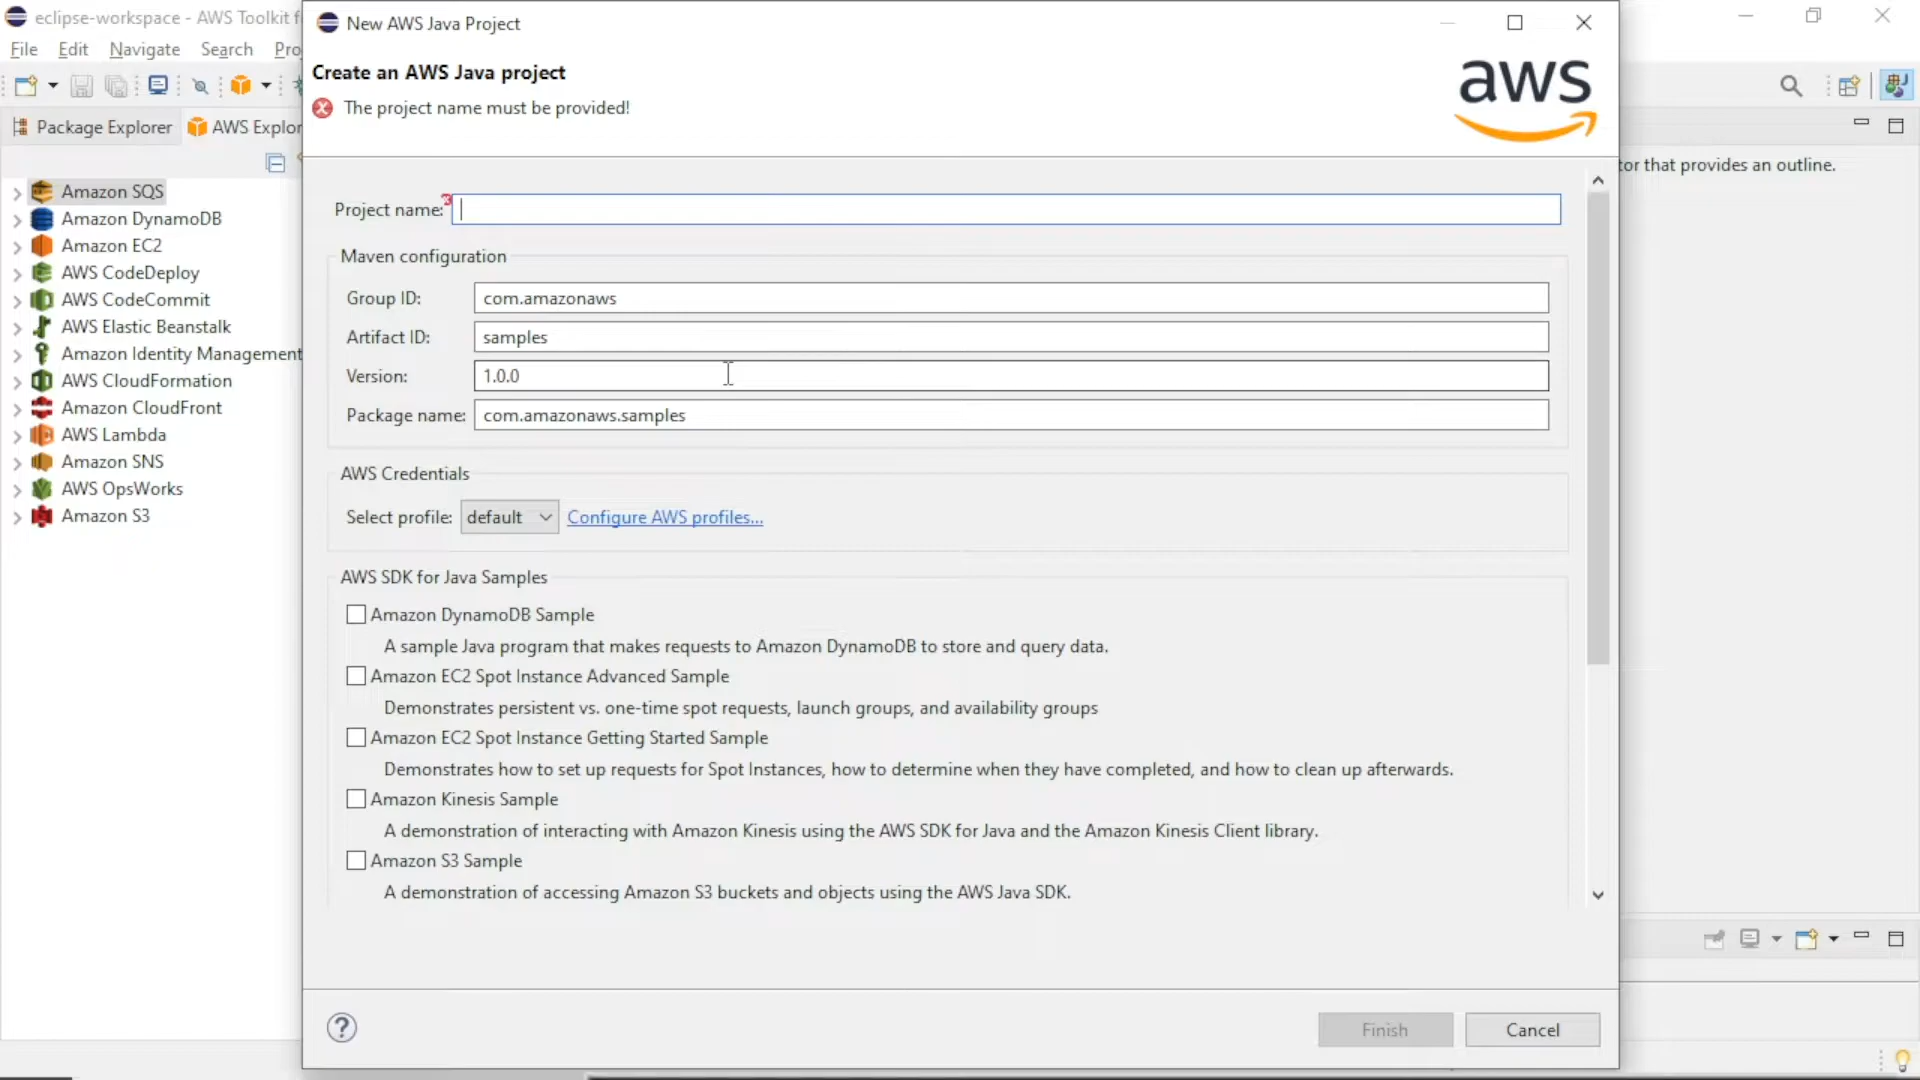 eclipse-workspace - AWS Toolkit f
New AWS Java Project
File Edit Navigate Search Pro
Create an AWS Java project
The project name must be provided!
aws
Package Explorer
AWS Explor
tor that provides an outline.
Amazon SQS
Amazon DynamoDB
Amazon EC2
AWS CodeDeploy
AWS CodeCommit
AWS Elastic Beanstalk
Amazon Identity Management
AWS CloudFormation
Amazon CloudFront
AWS Lambda
Amazon SNS
AWS OpsWorks
Amazon S3
Project name:
Maven configuration
Group ID: com.amazonaws
Artifact ID: samples
Version: 1.0.0
Package name: com.amazonaws.samples
AWS Credentials
Select profile: default Configure AWS profiles...
AWS SDK for Java Samples
Amazon DynamoDB Sample
A sample Java program that makes requests to Amazon DynamoDB to store and query data.
Amazon EC2 Spot Instance Advanced Sample
Demonstrates persistent vs. one-time spot requests, launch groups, and availability groups
Amazon EC2 Spot Instance Getting Started Sample
Demonstrates how to set up requests for Spot Instances, how to determine when they have completed, and how to clean up afterwards.
Amazon Kinesis Sample
A demonstration of interacting with Amazon Kinesis using the AWS SDK for Java and the Amazon Kinesis Client library.
Amazon S3 Sample
A demonstration of accessing Amazon S3 buckets and objects using the AWS Java SDK.
Finish
Cancel